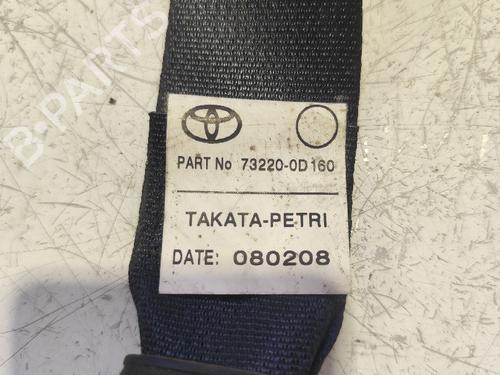 PART No 73220-0D160
TAKATA-PETRI
DATE: 080208
B-PARTS